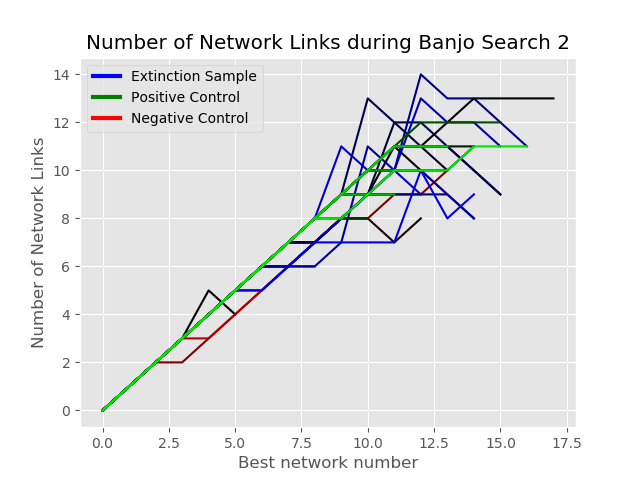 Number of Network Links during Banjo Search 2
Extinction Sample
Positive Control
Negative Control
Number of Network Links
14
12
10
8
6
4
2
0
0.0 2.5 5.0 7.5 10.0 12.5 15.0 17.5
Best network number